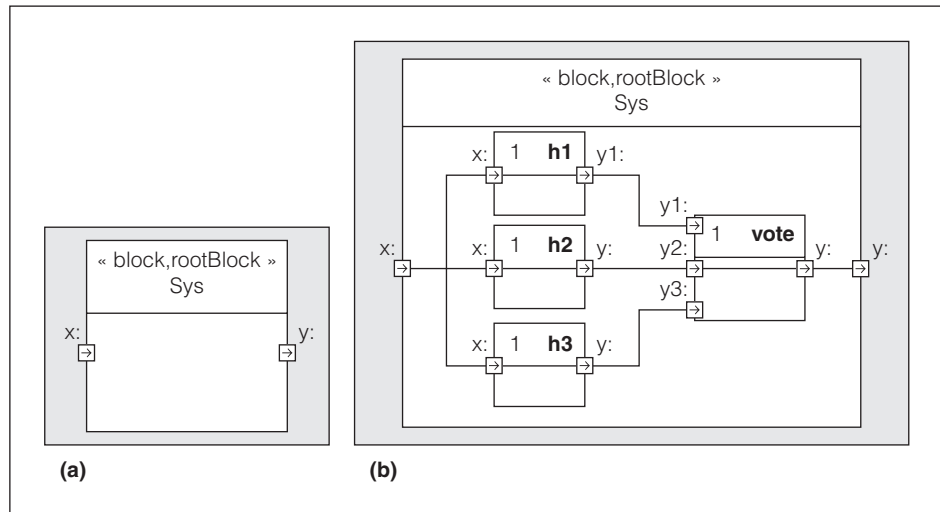 « block,rootBlock »
Sys
x:
y:
(a)
« block,rootBlock »
Sys
x: 1 h1 y1:
y1:
x: x: 1 h2 y: y2: 1 vote y: y:
y3:
x: 1 h3 y:
(b)